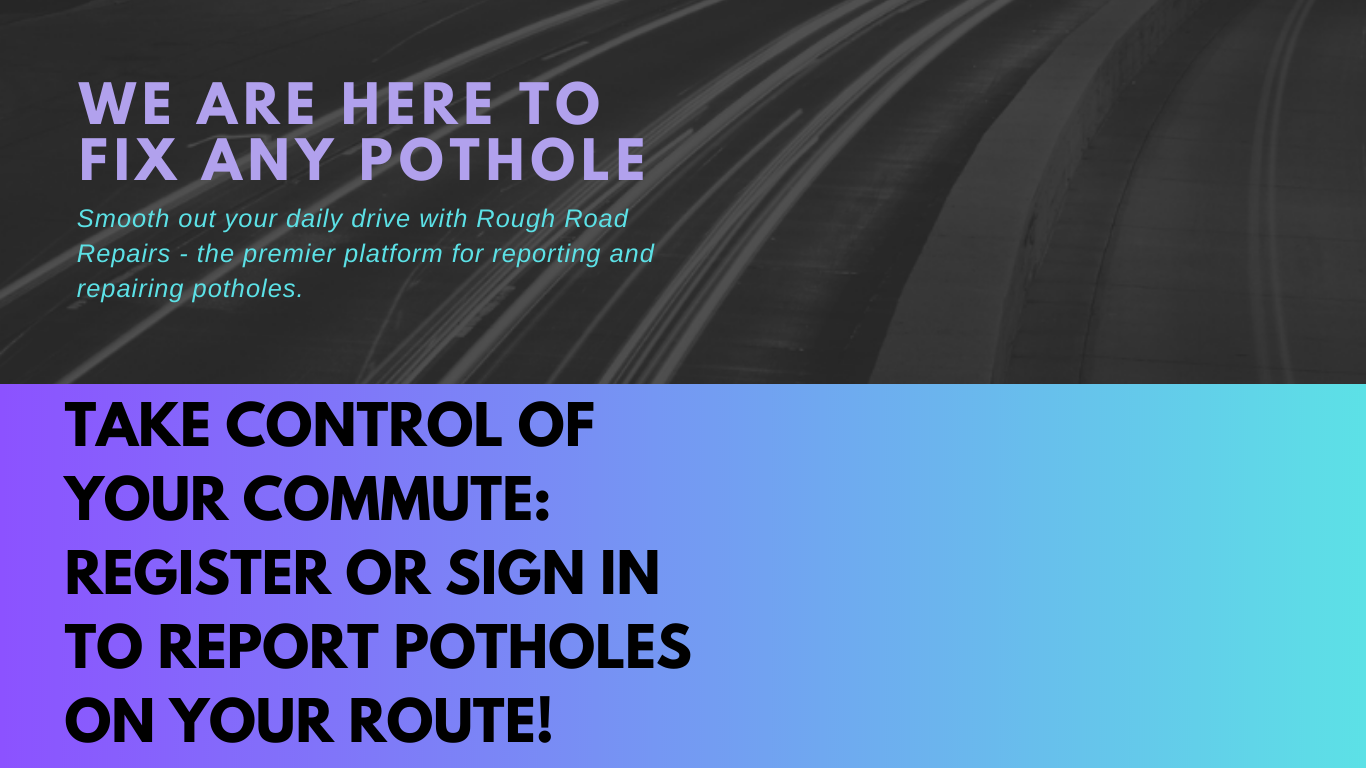 WE ARE HERE TO
FIX ANY POTHOLE
Smooth out your daily drive with Rough Road
Repairs - the premier platform for reporting and
repairing potholes.
TAKE CONTROL OF
YOUR COMMUTE:
REGISTER OR SIGN IN
TO REPORT POTHOLES
ON YOUR ROUTE!